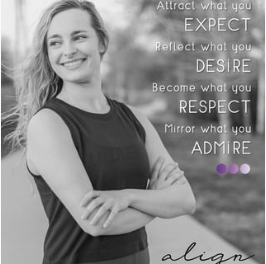 Attract what you
EXPECT
Reflect what you
DESIRE
Become what you
RESPECT
Mirror what you
ADMIRE
align